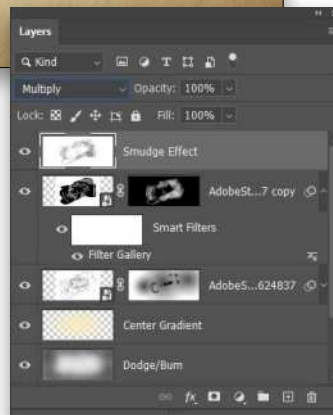 Layers
Kind
Multiply Opacity: 100%
Lock: Fill: 100%
Smudge Effect
AdobeSt...7 copy
Smart Filters
Filter Gallery
AdobeS...624837
Center Gradient
Dodge/Burn
fx